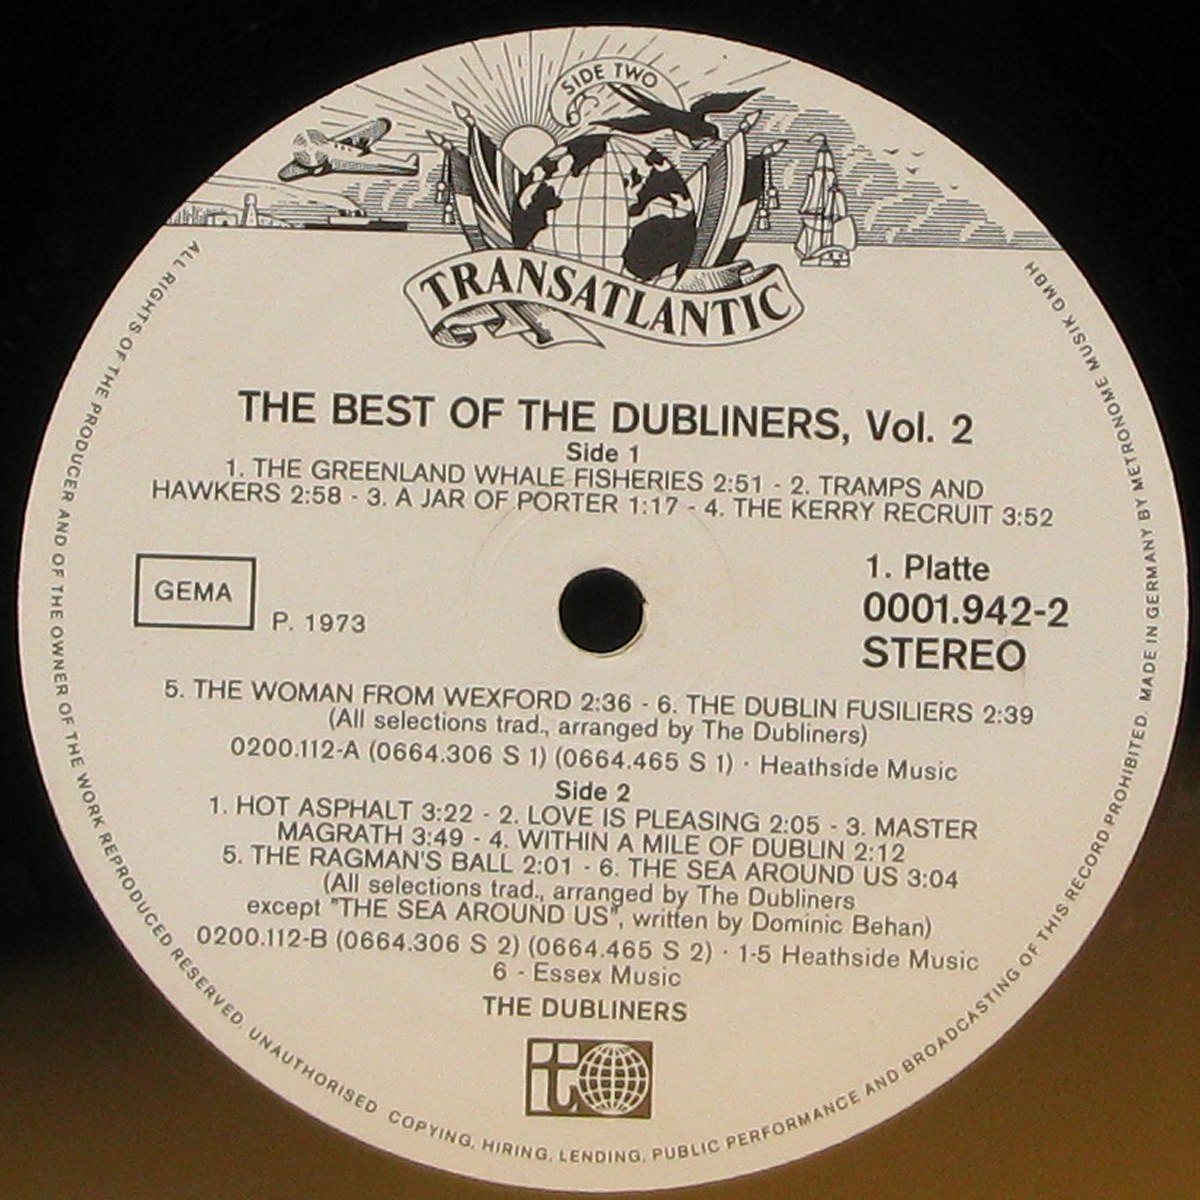 SIDE TWO
TRANSATLANTIC
THE BEST OF THE DUBLINERS, Vol. 2
Side 1
1. THE GREENLAND WHALE FISHERIES 2:51 - 2. TRAMPS AND
HAWKERS 2:58 - 3. A JAR OF PORTER 1:17 - 4. THE KERRY RECRUIT 3:52
GEMA
P. 1973
1. Platte
0001.942-2
STEREO
5. THE WOMAN FROM WEXFORD 2:36 - 6. THE DUBLIN FUSILIERS 2:39
(All selections trad., arranged by The Dubliners)
0200.112-A (0664.306 S 1) (0664.465 S 1) · Heathside Music
Side 2
1. HOT ASPHALT 3:22 - 2. LOVE IS PLEASING 2:05 - 3. MASTER
MAGRATH 3:49 - 4. WITHIN A MILE OF DUBLIN 2:12
5. THE RAGMAN'S BALL 2:01 - 6. THE SEA AROUND US 3:04
(All selections trad., arranged by The Dubliners
except "THE SEA AROUND US", written by Dominic Behan)
0200.112-B (0664.306 S 2) (0664.465 S 2) · 1-5 Heathside Music
6 - Essex Music
THE DUBLINERS
t
ALL RIGHTS OF THE PRODUCER AND OF THE OWNER OF THE WORK REPRODUCED RESERVED. UNAUTHORISED COPYING, HIRING, LENDING, PUBLIC PERFORMANCE AND BROADCASTING OF THIS RECORD PROHIBITED. MADE IN GERMANY BY METRONOME MUSIK GMBH